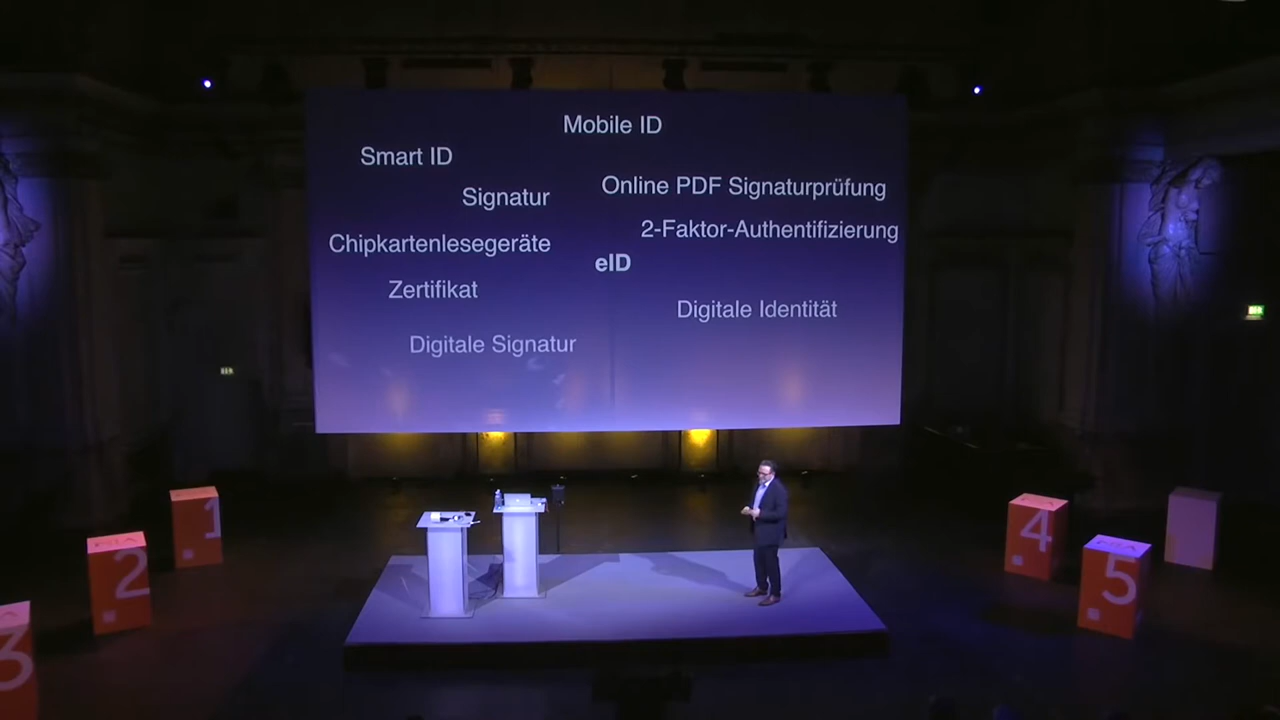 Mobile ID
Smart ID
Online PDF Signaturprüfung
Signatur
2-Faktor-Authentifizierung
Chipkartenlesegeräte
eID
Zertifikat
Digitale Identität
Digitale Signatur
1
2
3
4
5